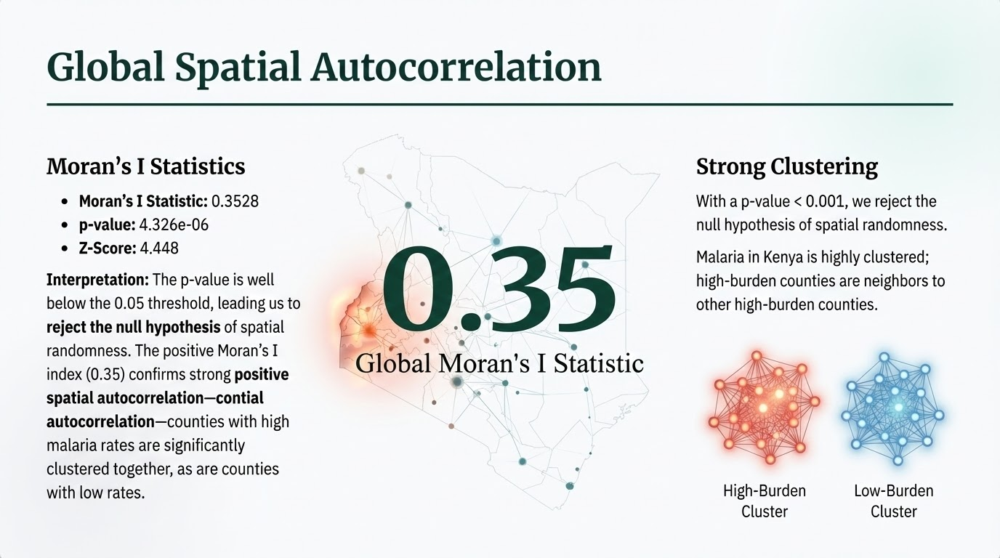 Global Spatial Autocorrelation
Moran’s I Statistics
• Moran’s I Statistic: 0.3528
• p-value: 4.326e-06
• Z-Score: 4.448
Interpretation: The p-value is well
below the 0.05 threshold, leading us to
reject the null hypothesis of spatial
randomness. The positive Moran’s I
index (0.35) confirms strong positive
spatial autocorrelation—contial
autocorrelation—counties with high
malaria rates are significantly
clustered together, as are counties
with low rates.
0.35
Global Moran's I Statistic
Strong Clustering
With a p-value < 0.001, we reject the
null hypothesis of spatial randomness.
Malaria in Kenya is highly clustered;
high-burden counties are neighbors to
other high-burden counties.
High-Burden
Cluster
Low-Burden
Cluster